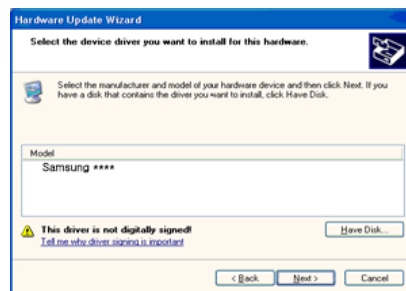 Hardware Update Wizard
Select the device driver you want to install for this hardware.
Select the manufacturer and model of your hardware device and then click Next. If you
have a disk that contains the driver you want to install, click Have Disk.
Model
Samsung ****
This driver is not digitally signed!
Tell me why driver signing is important
Have Disk...
< Back
Next >
Cancel